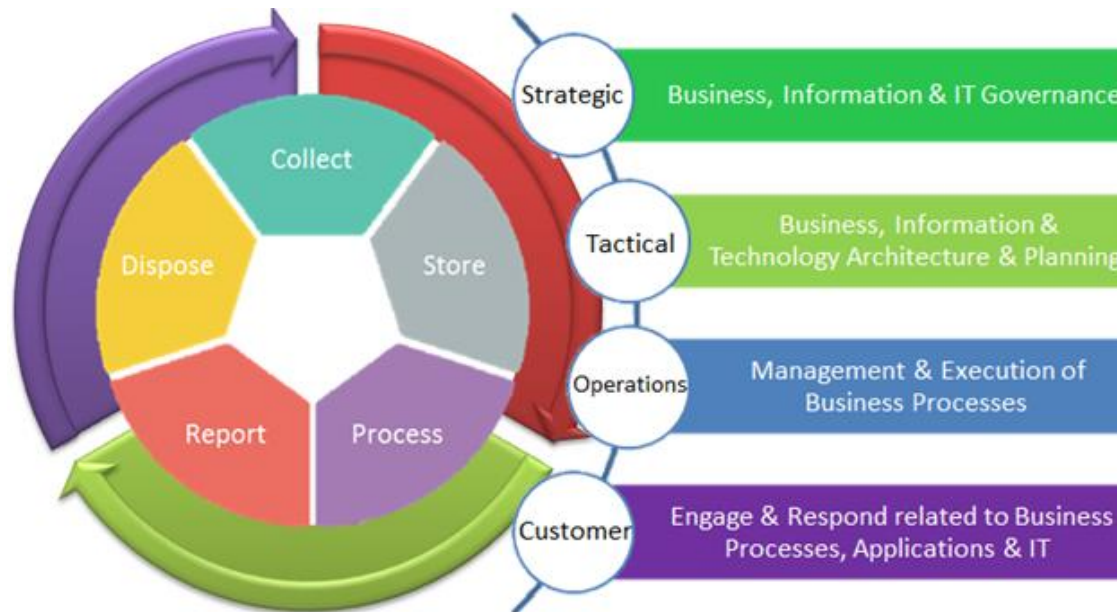 Collect
Store
Process
Report
Dispose
Strategic
Business, Information & IT Governance
Tactical
Business, Information &
Technology Architecture & Planning
Operations
Management & Execution of
Business Processes
Customer
Engage & Respond related to Business
Processes, Applications & IT